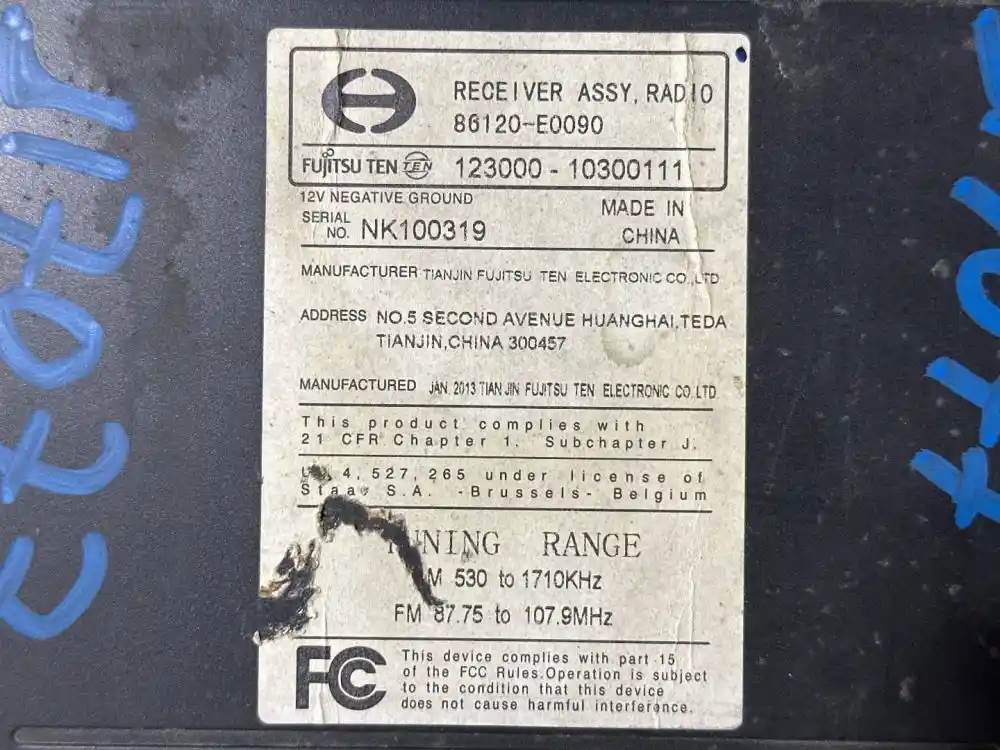 RECEIVER ASSY, RADIO
86120-E0090
FUJITSU TEN TEN 123000 - 10300111
12V NEGATIVE GROUND
SERIAL NO. NK100319
MADE IN
CHINA
MANUFACTURER TIANJIN FUJITSU TEN ELECTRONIC CO.,LTD
ADDRESS NO.5 SECOND AVENUE HUANGHAI,TEDA
TIANJIN,CHINA 300457
MANUFACTURED JAN. 2013 TIANJIN FUJITSU TEN ELECTRONIC CO.LTD
This product complies with
21 CFR Chapter 1, Subchapter J.
4, 527, 265 under license of
S.A. -Brussels- Belgium
RANGE
530 to 1710KHz
FM 87.75 to 107.9MHz
FC
This device complies with part 15
of the FCC Rules.Operation is subject
to the condition that this device
does not cause harmful interference.